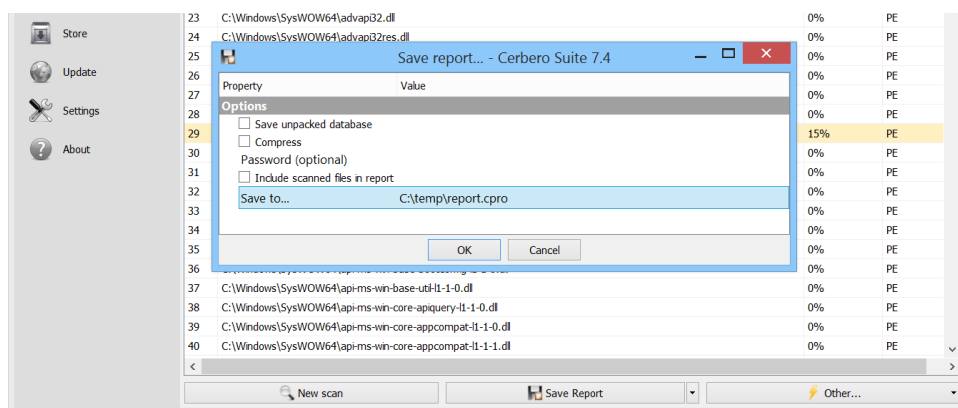 Store
Update
Settings
About
23 C:\Windows\SysWOW64\advapi32.dll 0% PE
24 C:\Windows\SysWOW64\advapi32res.dll 0% PE
25 0% PE
26 0% PE
27 0% PE
28 0% PE
29 15% PE
30 0% PE
31 0% PE
32 0% PE
33 0% PE
34 0% PE
35 0% PE
36 0% PE
37 C:\Windows\SysWOW64\api-ms-win-base-util-l1-1-0.dll 0% PE
38 C:\Windows\SysWOW64\api-ms-win-core-apiquery-l1-1-0.dll 0% PE
39 C:\Windows\SysWOW64\api-ms-win-core-appcompat-l1-1-0.dll 0% PE
40 C:\Windows\SysWOW64\api-ms-win-core-appcompat-l1-1-1.dll 0% PE
Save report... - Cerbero Suite 7.4
Property Value
Options
Save unpacked database
Compress
Password (optional)
Include scanned files in report
Save to... C:\temp\report.cpro
OK Cancel
New scan Save Report Other...